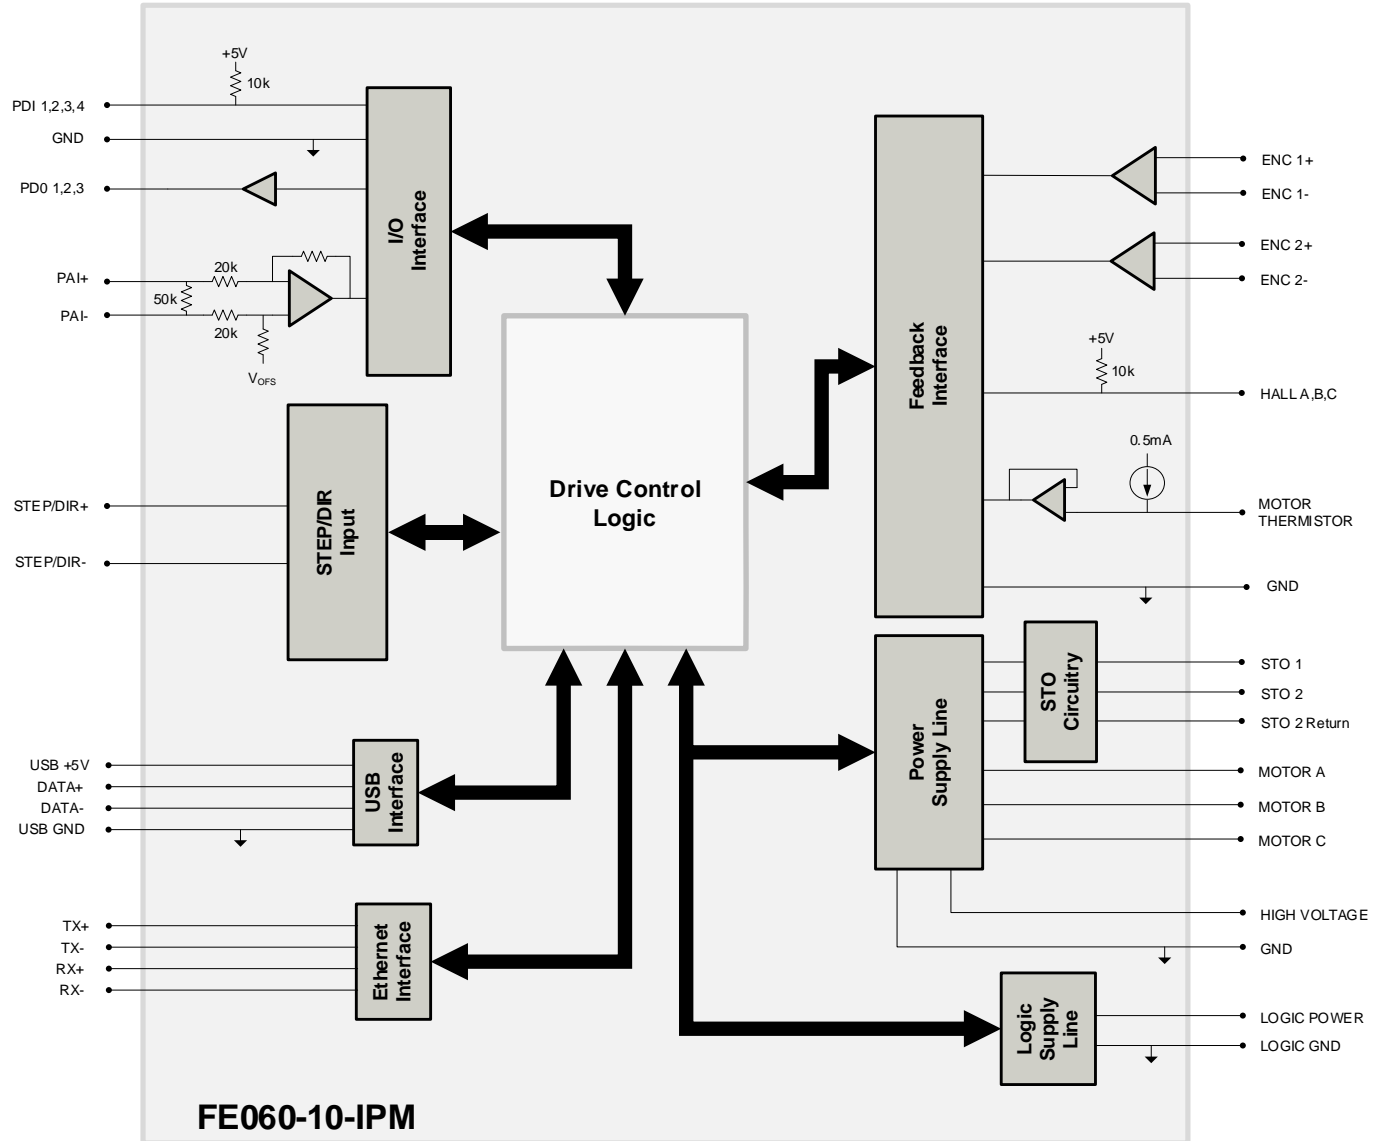 +5V
10k
PDI 1,2,3,4
GND
PD0 1,2,3
I/O
Interface
PAI+
20k
50k
PAI-
20k
VOFS
STEP/DIR+
STEP/DIR-
STEP/DIR
Input
Drive Control
Logic
Feedback
Interface
ENC 1+
ENC 1-
ENC 2+
ENC 2-
+5V
10k
HALL A,B,C
0.5mA
MOTOR
THERMISTOR
GND
Power
Supply Line
STO
Circuitry
STO 1
STO 2
STO 2 Return
MOTOR A
MOTOR B
MOTOR C
HIGH VOLTAGE
GND
USB +5V
DATA+
DATA-
USB GND
USB
Interface
TX+
TX-
RX+
RX-
Ethernet
Interface
Logic
Supply
Line
LOGIC POWER
LOGIC GND
FE060-10-IPM